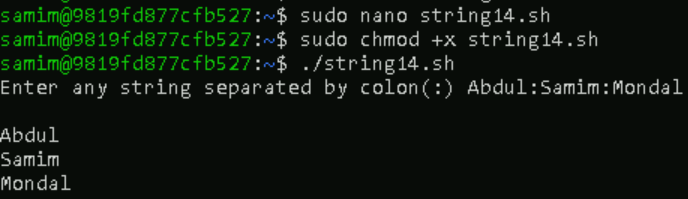 samim@9819fd877cfb527:~$ sudo nano string14.sh
samim@9819fd877cfb527:~$ sudo chmod +x string14.sh
samim@9819fd877cfb527:~$ ./string14.sh
Enter any string separated by colon(:) Abdul:Samim:Mondal
Abdul
Samim
Mondal